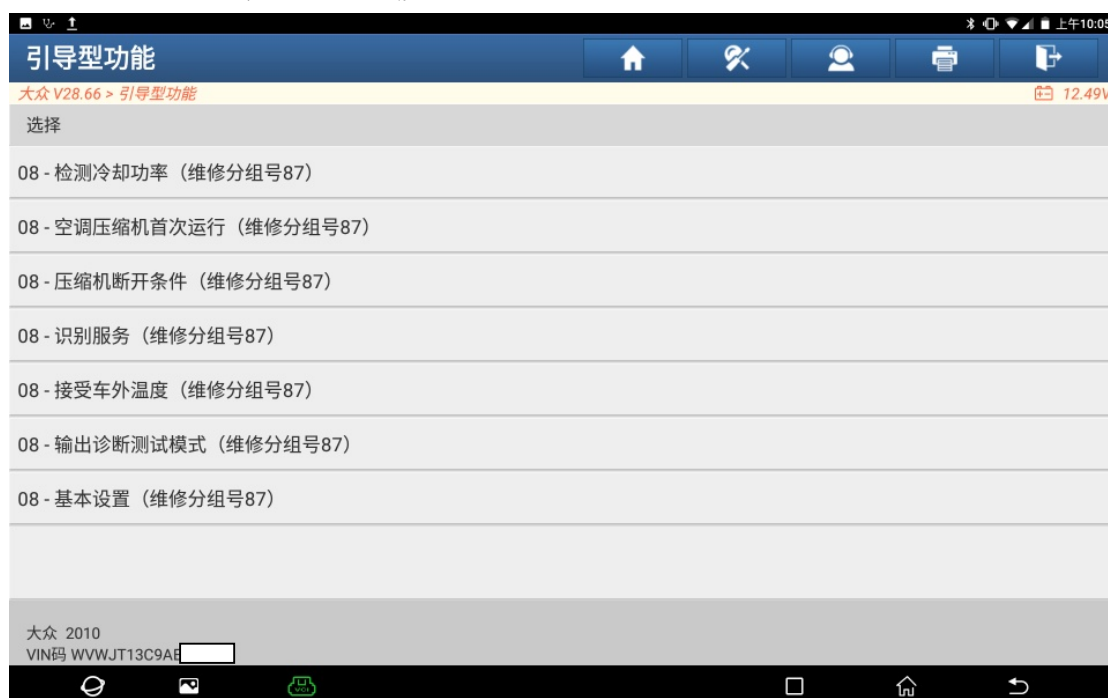 上午10:05
引导型功能
大众 V28.66 > 引导型功能
12.49V
选择
08 - 检测冷却功率（维修分组号87）
08 - 空调压缩机首次运行（维修分组号87）
08 - 压缩机断开条件（维修分组号87）
08 - 识别服务（维修分组号87）
08 - 接受车外温度（维修分组号87）
08 - 输出诊断测试模式（维修分组号87）
08 - 基本设置（维修分组号87）
大众 2010
VIN码 WVWJT13C9AE
VCI